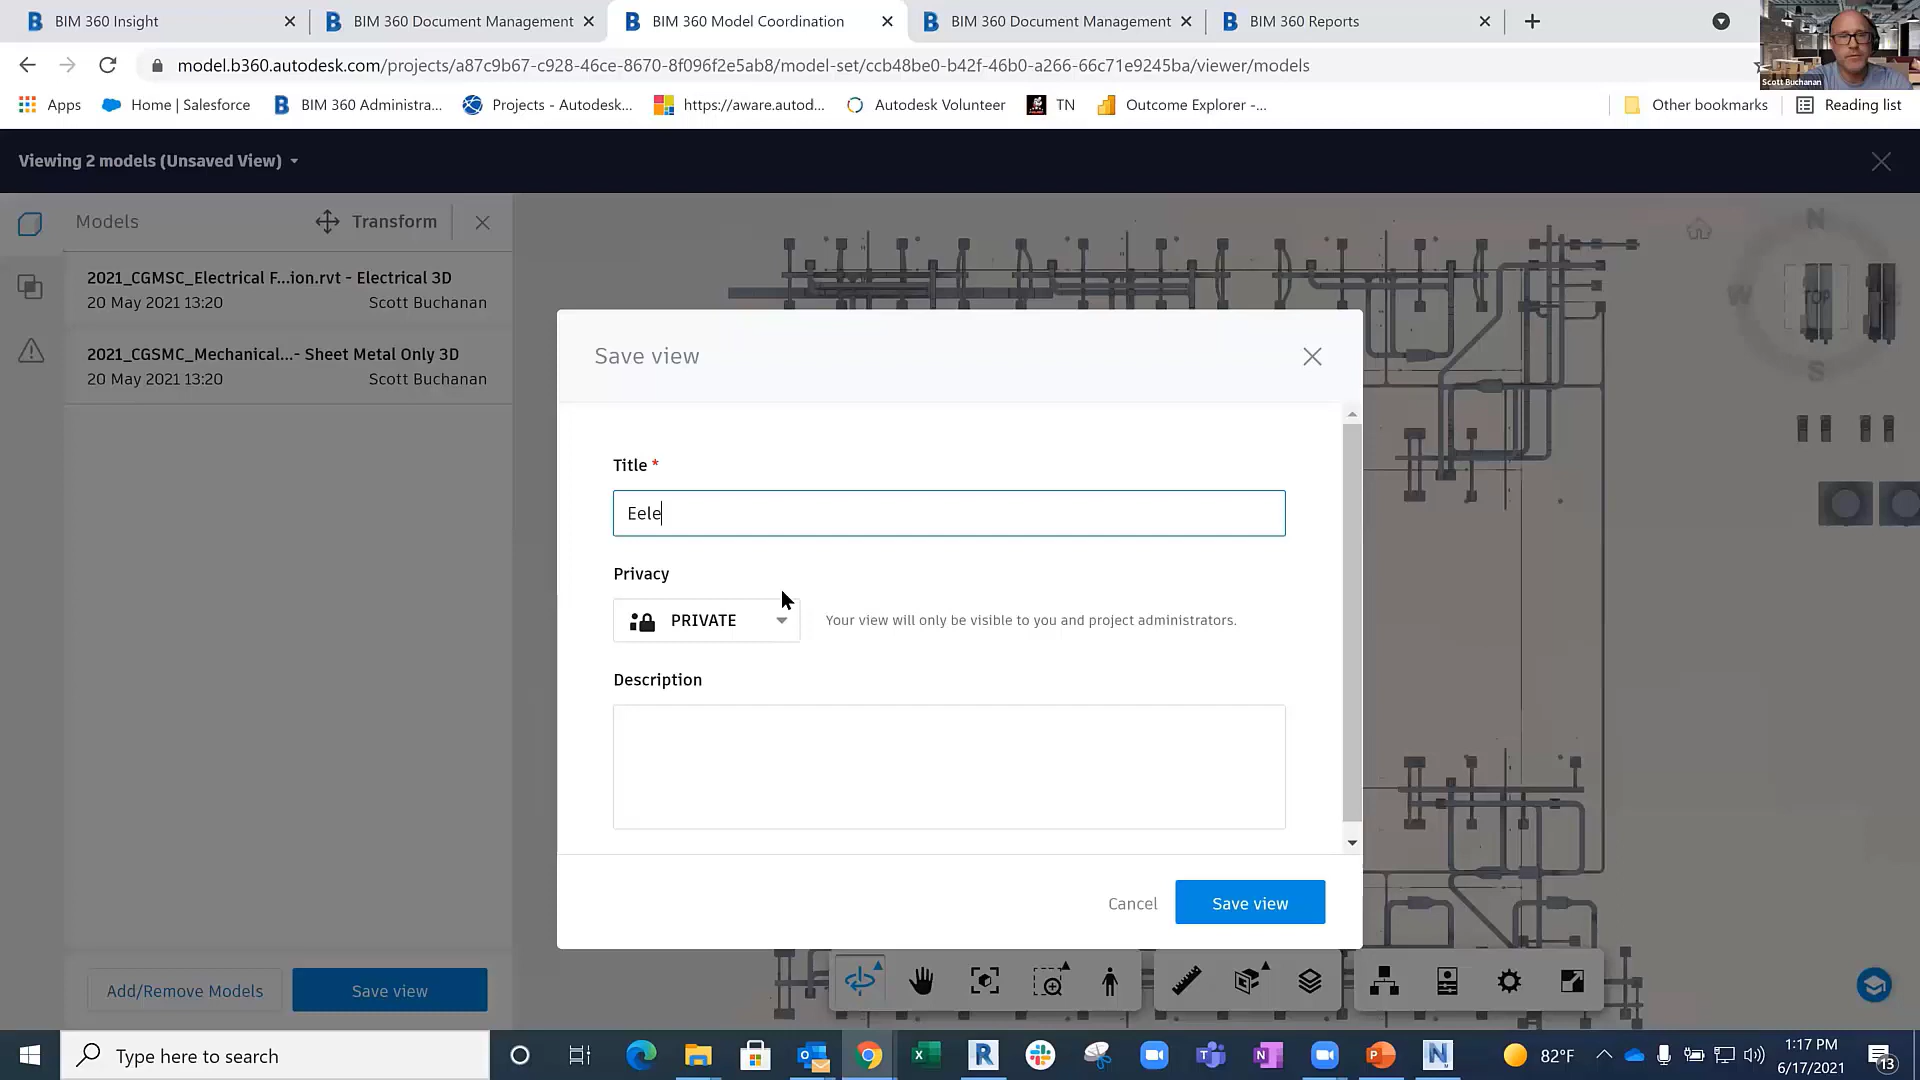 BIM 360 Insight
BIM 360 Document Management
BIM 360 Model Coordination
BIM 360 Document Management
BIM 360 Reports
model.b360.autodesk.com/projects/a87c9b67-c928-46ce-8670-8f096f2e5ab8/model-set/ccb48be0-b42f-46b0-a266-66c71e9245ba/viewer/models
Scott Buchanan
Apps
Home | Salesforce
BIM 360 Administra...
Projects - Autodesk...
https://aware.autod...
Autodesk Volunteer
TN
Outcome Explorer -...
Other bookmarks
Reading list
Viewing 2 models (Unsaved View)
Models
Transform
2021_CGMSC_Electrical F...ion.rvt - Electrical 3D
20 May 2021 13:20 Scott Buchanan
2021_CGSMC_Mechanical...- Sheet Metal Only 3D
20 May 2021 13:20 Scott Buchanan
N
W
TOP
S
Save view
Title *
Eele
Privacy
PRIVATE
Your view will only be visible to you and project administrators.
Description
Cancel
Save view
Add/Remove Models
Save view
Type here to search
82°F
1:17 PM
6/17/2021
13